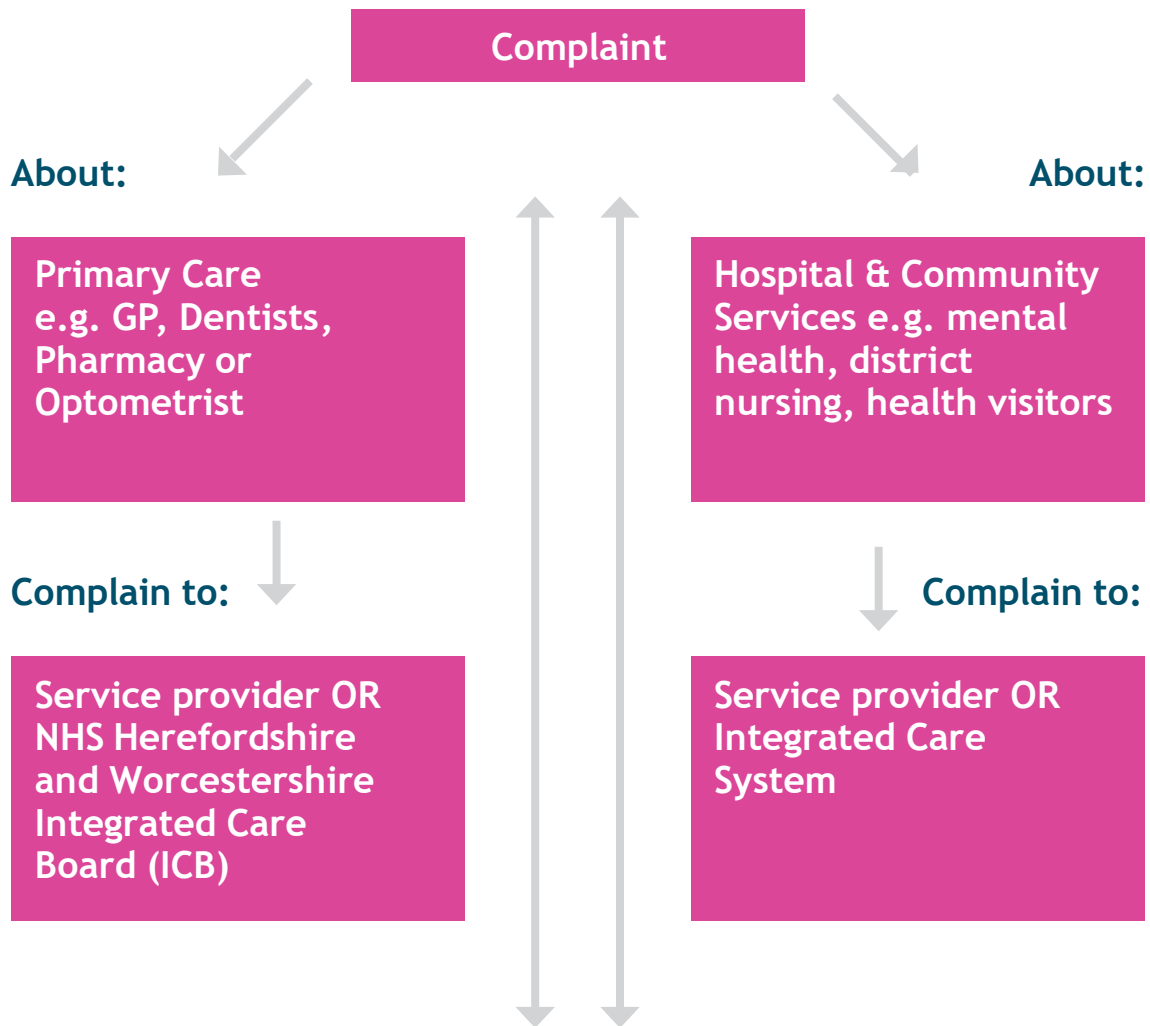 Complaint
About:
About:
Primary Care
e.g. GP, Dentists,
Pharmacy or
Optometrist
Hospital & Community
Services e.g. mental
health, district
nursing, health visitors
Complain to:
Complain to:
Service provider OR
NHS Herefordshire
and Worcestershire
Integrated Care
Board (ICB)
Service provider OR
Integrated Care
System